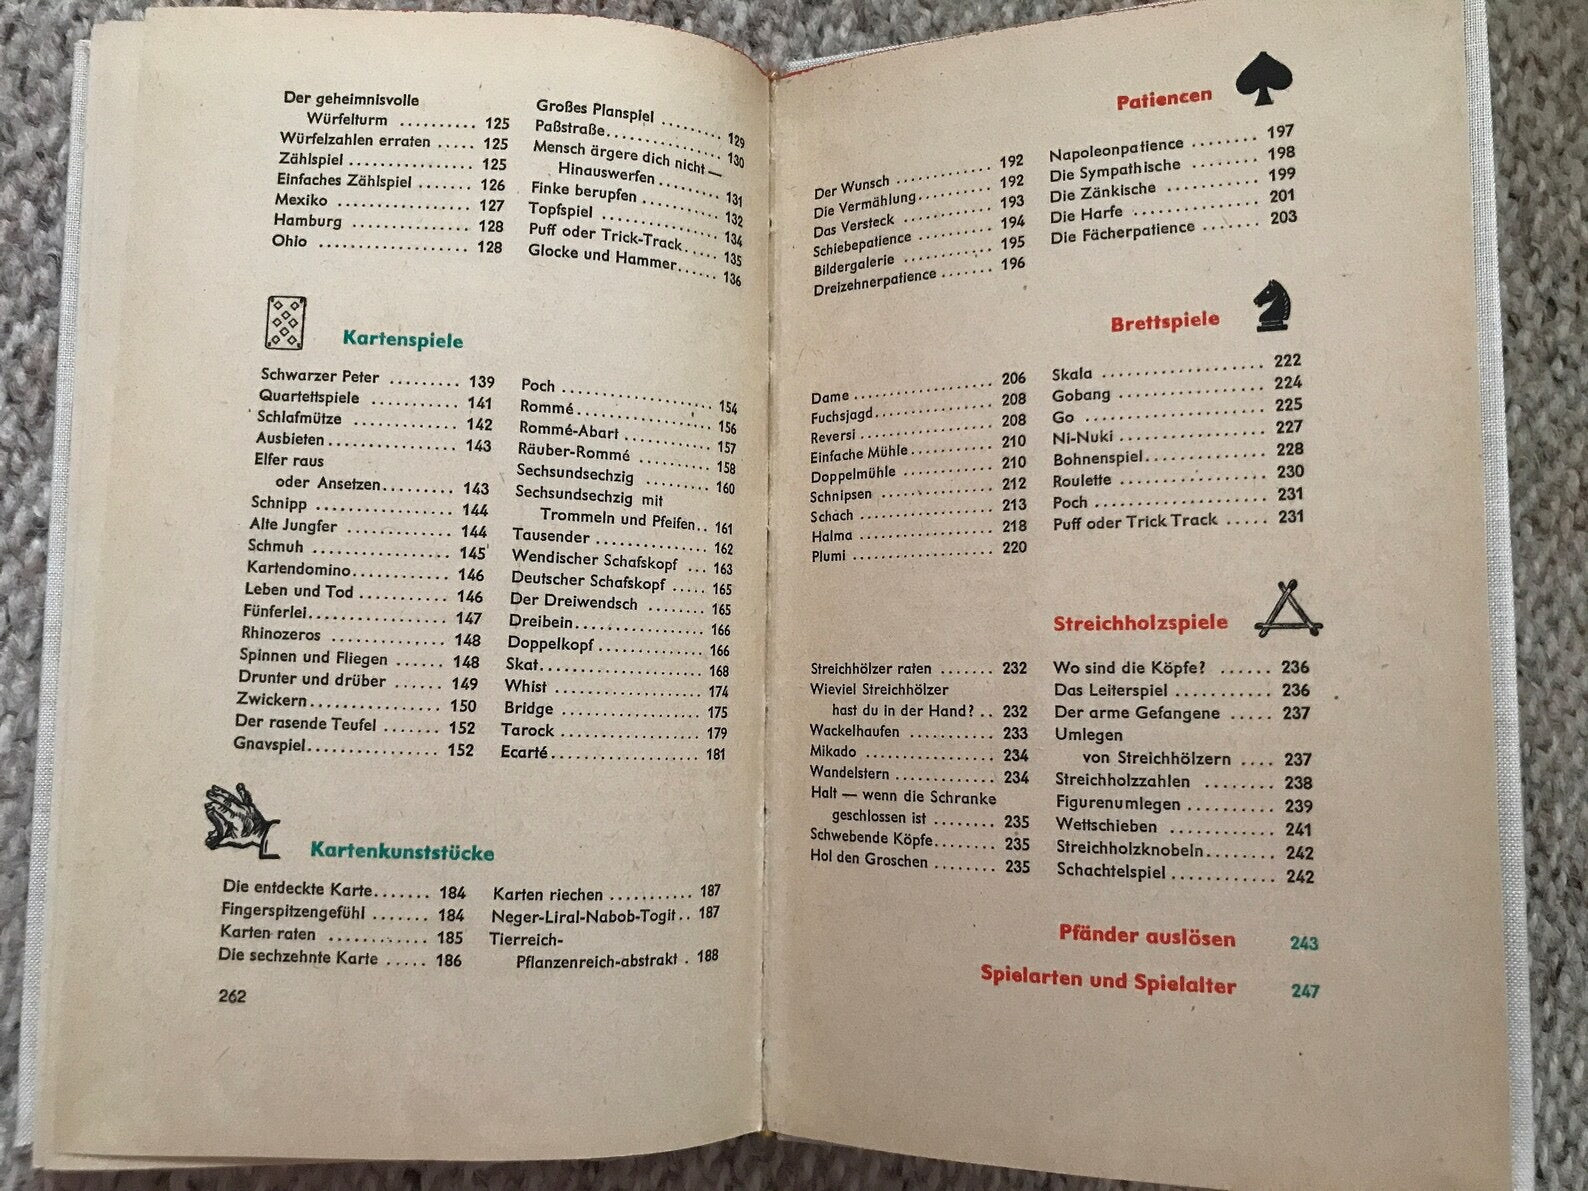 Der geheimnisvolle
Würfelturm .......... 125
Würfelzahlen erraten ..... 125
Zählspiel ............... 125
Einfaches Zählspiel ....... 126
Mexiko ................ 127
Hamburg .............. 128
Ohio .................. 128
Großes Planspiel ........ 129
Paßstraße............... 130
Mensch ärgere dich nicht —
Hinauswerfen......... 131
Finke berupfen .......... 132
Topfspiel ................ 134
Puff oder Trick-Track..... 135
Glocke und Hammer...... 136
Kartenspiele
Schwarzer Peter ......... 139
Quartettspiele ........... 141
Schlafmütze ............. 142
Ausbieten................ 143
Elfer raus
oder Ansetzen......... 143
Schnipp ................. 144
Alte Jungfer ............. 144
Schmuh ................. 145
Kartendomino............ 146
Leben und Tod ........... 146
Fünferlei................. 147
Rhinozeros .............. 148
Spinnen und Fliegen ...... 148
Drunter und drüber ...... 149
Zwickern................. 150
Der rasende Teufel ....... 152
Gnavspiel................ 152
Poch .................... 154
Rommé.................. 156
Rommé-Abart ............ 157
Räuber-Rommé .......... 158
Sechsundsechzig ......... 160
Sechsundsechzig mit
Trommeln und Pfeifen.. 161
Tausender ............... 162
Wendischer Schafskopf ... 163
Deutscher Schafskopf ..... 165
Der Dreiwendsch ........ 165
Dreibein................. 166
Doppelkopf .............. 166
Skat..................... 168
Whist ................... 174
Bridge .................. 175
Tarock .................. 179
Ecarté................... 181
Kartenkunststücke
Die entdeckte Karte....... 184
Fingerspitzengefühl ....... 184
Karten raten ............ 185
Die sechzehnte Karte ..... 186
Karten riechen ........... 187
Neger-Liral-Nabob-Togit.. 187
Tierreich-
Pflanzenreich-abstrakt . 188
262
Patiencen
Der Wunsch ............ 192
Die Vermählung......... 192
Das Versteck ........... 193
Schiebepatience ......... 194
Bildergalerie ............ 195
Dreizehnerpatience ...... 196
Napoleonpatience ....... 197
Die Sympathische ....... 198
Die Zänkische .......... 199
Die Harfe .............. 201
Die Fächerpatience ...... 203
Brettspiele
Dame .................. 206
Fuchsjagd............... 208
Reversi ................. 208
Einfache Mühle.......... 210
Doppelmühle ........... 210
Schnipsen .............. 212
Schach ................. 213
Halma ................. 218
Plumi .................. 220
Skala .................. 222
Gobang ................ 224
Go .................... 225
Ni-Nuki ................ 227
Bohnenspiel............. 228
Roulette ................ 230
Poch ................... 231
Puff oder Trick Track ..... 231
Streichholzspiele
Streichhölzer raten ....... 232
Wieviel Streichhölzer
hast du in der Hand? .. 232
Wackelhaufen .......... 233
Mikado ................ 234
Wandelstern ............ 234
Halt — wenn die Schranke
geschlossen ist ........ 235
Schwebende Köpfe........ 235
Hol den Groschen ........ 235
Wo sind die Köpfe? ...... 236
Das Leiterspiel .......... 236
Der arme Gefangene ..... 237
Umlegen
von Streichhölzern .... 237
Streichholzzahlen ........ 238
Figurenumlegen .......... 239
Wettschieben ............ 241
Streichholzknobeln........ 242
Schachtelspiel ............ 242
Pfänder auslösen 243
Spielarten und Spielalter 247